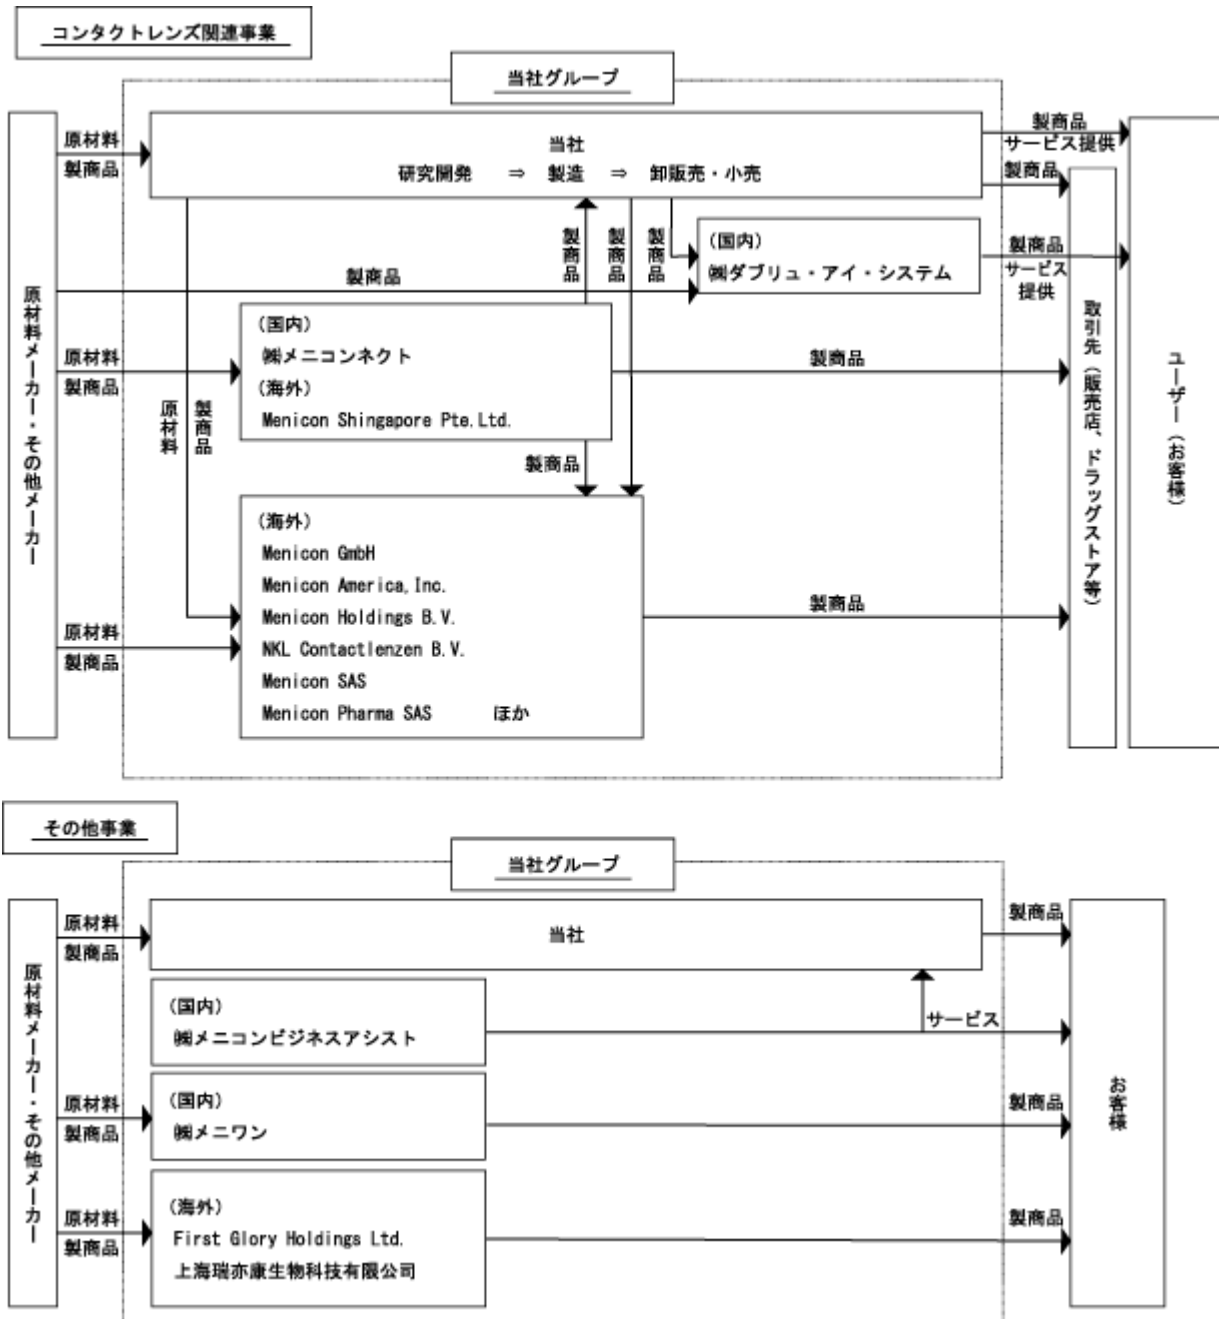 コンタクトレンズ関連事業
当社グループ
原材料
製商品
当社
研究開発 ⇒ 製造 ⇒ 卸販売・小売
製商品
サービス提供
製商品
製商品
製商品
製商品
(国内)
㈱ダブリュ・アイ・システム
製商品
サービス
提供
製商品
原材料メーカー・その他メーカー
原材料
製商品
(国内)
㈱メニコンネクト
(海外)
Menicon Shingapore Pte.Ltd.
製商品
取引先(販売店、ドラッグストア等)
ユーザー(お客様)
原材料
製商品
製商品
(海外)
Menicon GmbH
Menicon America,Inc.
Menicon Holdings B.V.
NKL Contactlenzen B.V.
Menicon SAS
Menicon Pharma SAS ほか
製商品
原材料
製商品
その他事業
当社グループ
原材料
製商品
当社
製商品
原材料メーカー・その他メーカー
(国内)
㈱メニコンビジネスアシスト
サービス
原材料
製商品
(国内)
㈱メニワン
製商品
お客様
原材料
製商品
(海外)
First Glory Holdings Ltd.
上海瑞亦康生物科技有限公司
製商品